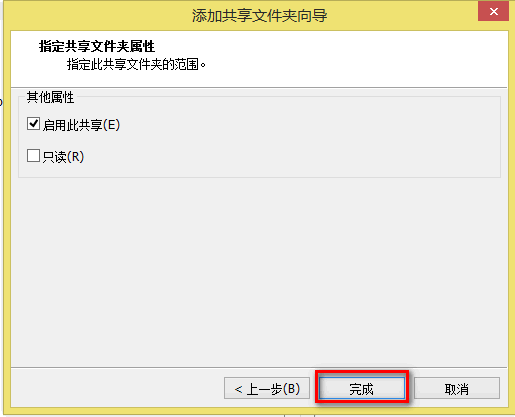 添加共享文件夹向导
指定共享文件夹属性
指定此共享文件夹的范围。
其他属性
启用此共享(E)
只读(R)
< 上一步(B)
完成
取消